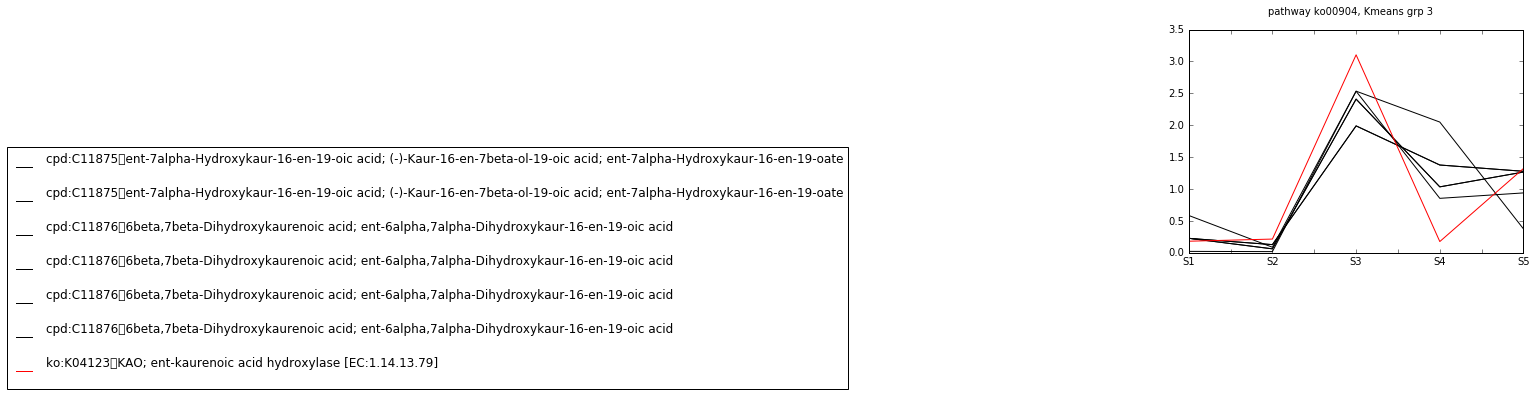 pathway ko00904, Kmeans grp 3
3.5
3.0
2.5
2.0
1.5
1.0
0.5
0.0
S1 S2 S3 S4 S5
cpd:C11875▯ent-7alpha-Hydroxykaur-16-en-19-oic acid; (-)-Kaur-16-en-7beta-ol-19-oic acid; ent-7alpha-Hydroxykaur-16-en-19-oate
cpd:C11875▯ent-7alpha-Hydroxykaur-16-en-19-oic acid; (-)-Kaur-16-en-7beta-ol-19-oic acid; ent-7alpha-Hydroxykaur-16-en-19-oate
cpd:C11876▯6beta,7beta-Dihydroxykaurenoic acid; ent-6alpha,7alpha-Dihydroxykaur-16-en-19-oic acid
cpd:C11876▯6beta,7beta-Dihydroxykaurenoic acid; ent-6alpha,7alpha-Dihydroxykaur-16-en-19-oic acid
cpd:C11876▯6beta,7beta-Dihydroxykaurenoic acid; ent-6alpha,7alpha-Dihydroxykaur-16-en-19-oic acid
cpd:C11876▯6beta,7beta-Dihydroxykaurenoic acid; ent-6alpha,7alpha-Dihydroxykaur-16-en-19-oic acid
ko:K04123▯KAO; ent-kaurenoic acid hydroxylase [EC:1.14.13.79]